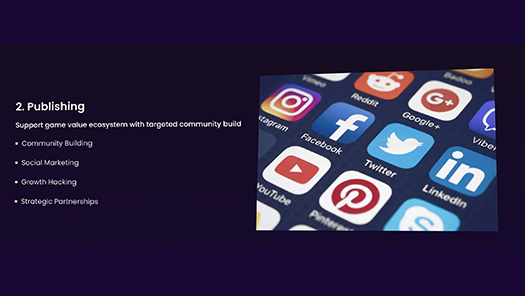 2. Publishing
Support game value ecosystem with targeted community build
Community Building
Social Marketing
Growth Hacking
Strategic Partnerships
Vimeo
Reddit
Badoo
Instagram
Facebook
Google+
Viber
YouTube
Twitter
LinkedIn
in